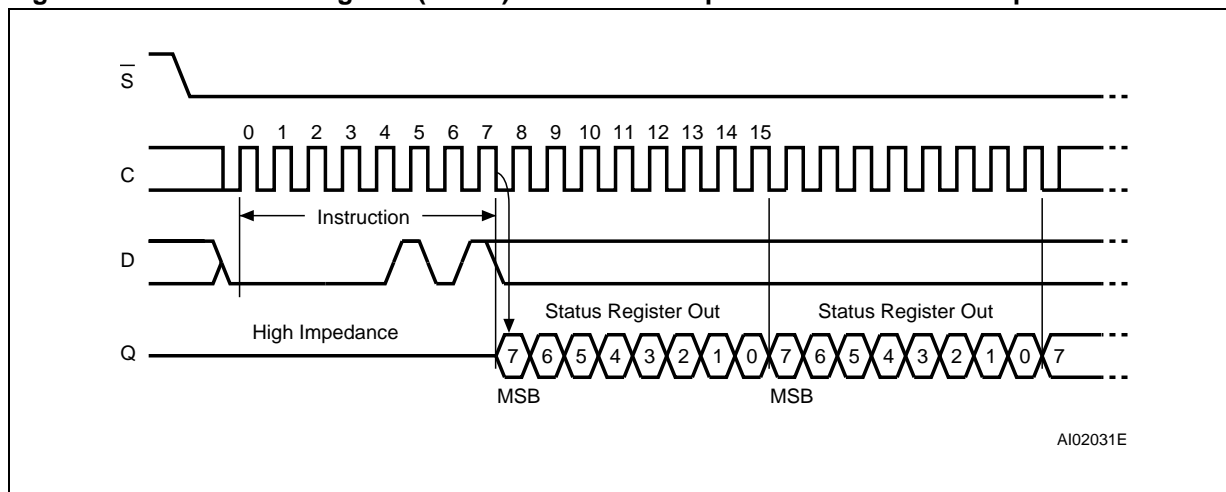 S
0 1 2 3 4 5 6 7 8 9 10 11 12 13 14 15
C
Instruction
D
Status Register Out Status Register Out
High Impedance
Q 7 6 5 4 3 2 1 0 7 6 5 4 3 2 1 0 7
MSB MSB
AI02031E